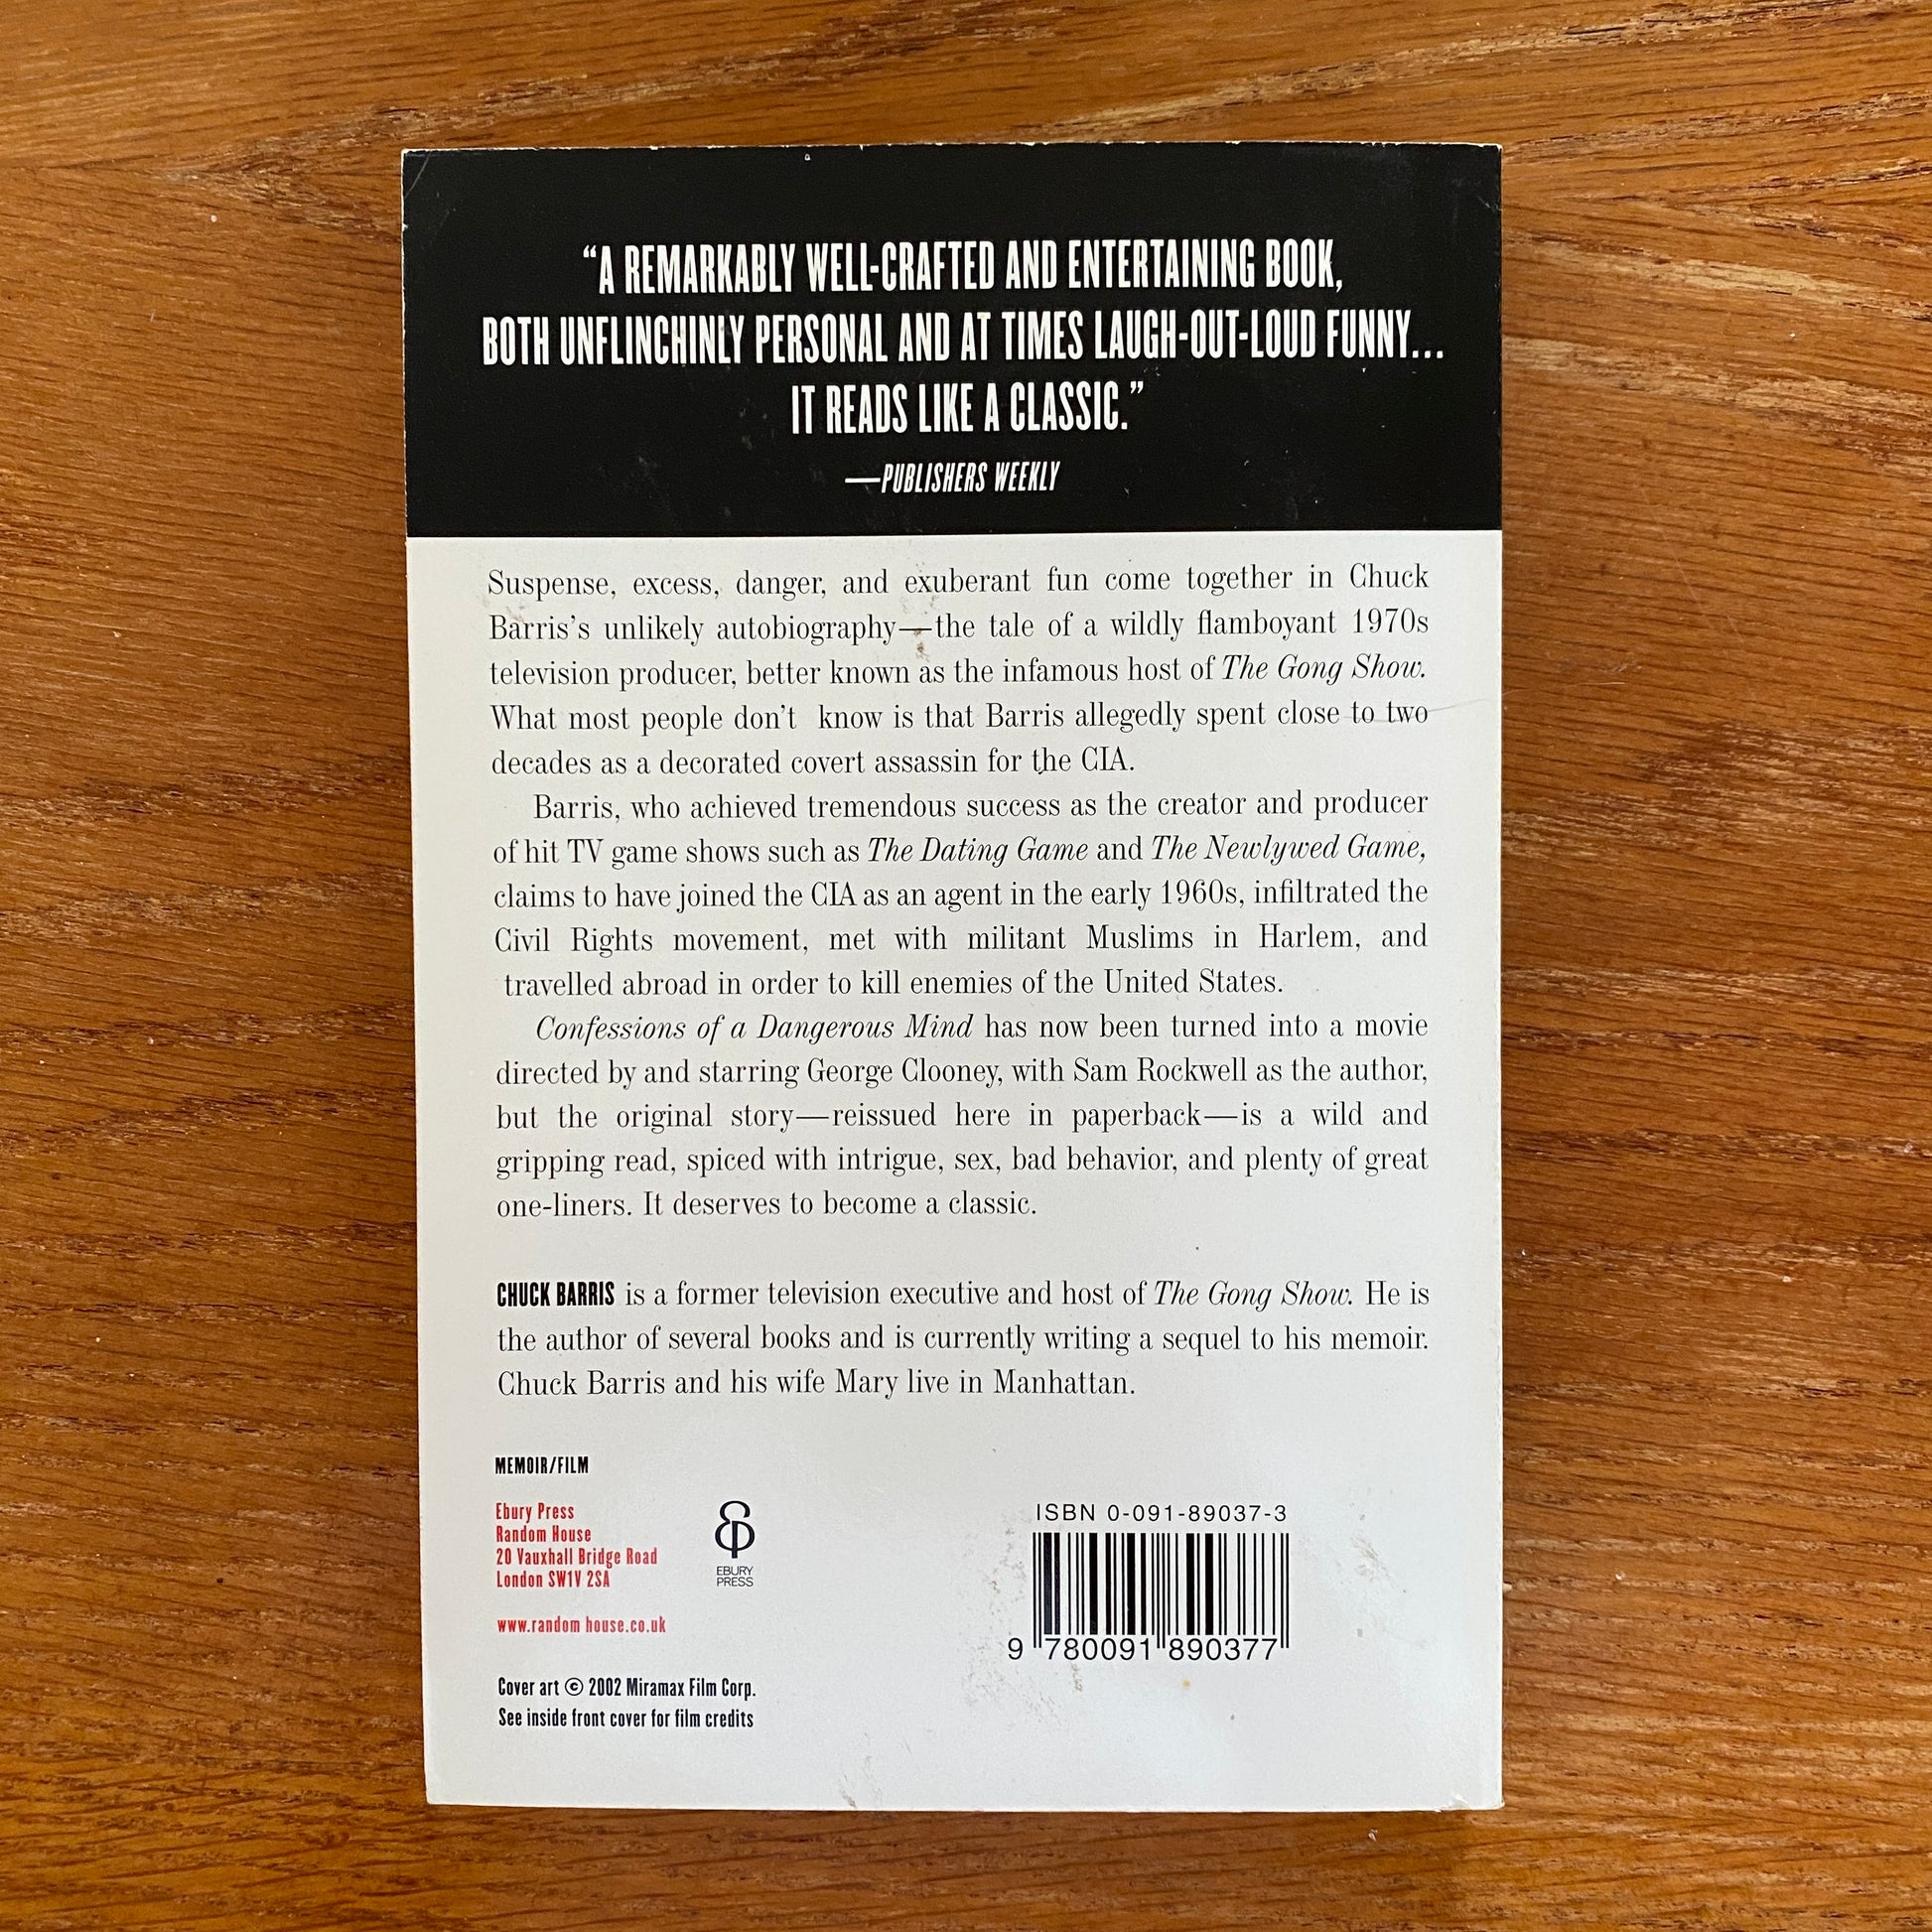 “A REMARKABLY WELL-CRAFTED AND ENTERTAINING BOOK,
BOTH UNFLINCHINLY PERSONAL AND AT TIMES LAUGH-OUT-LOUD FUNNY...
IT READS LIKE A CLASSIC.”
—PUBLISHERS WEEKLY
Suspense, excess, danger, and exuberant fun come together in Chuck
Barris’s unlikely autobiography—the tale of a wildly flamboyant 1970s
television producer, better known as the infamous host of The Gong Show.
What most people don’t know is that Barris allegedly spent close to two
decades as a decorated covert assassin for the CIA.
Barris, who achieved tremendous success as the creator and producer
of hit TV game shows such as The Dating Game and The Newlywed Game,
claims to have joined the CIA as an agent in the early 1960s, infiltrated the
Civil Rights movement, met with militant Muslims in Harlem, and
travelled abroad in order to kill enemies of the United States.
Confessions of a Dangerous Mind has now been turned into a movie
directed by and starring George Clooney, with Sam Rockwell as the author,
but the original story—reissued here in paperback—is a wild and
gripping read, spiced with intrigue, sex, bad behavior, and plenty of great
one-liners. It deserves to become a classic.
CHUCK BARRIS is a former television executive and host of The Gong Show. He is
the author of several books and is currently writing a sequel to his memoir.
Chuck Barris and his wife Mary live in Manhattan.
MEMOIR/FILM
Ebury Press
Random House
20 Vauxhall Bridge Road
London SW1V 2SA
www.random house.co.uk
EBURY
PRESS
Cover art © 2002 Miramax Film Corp.
See inside front cover for film credits
ISBN 0-091-89037-3
9 780091 890377